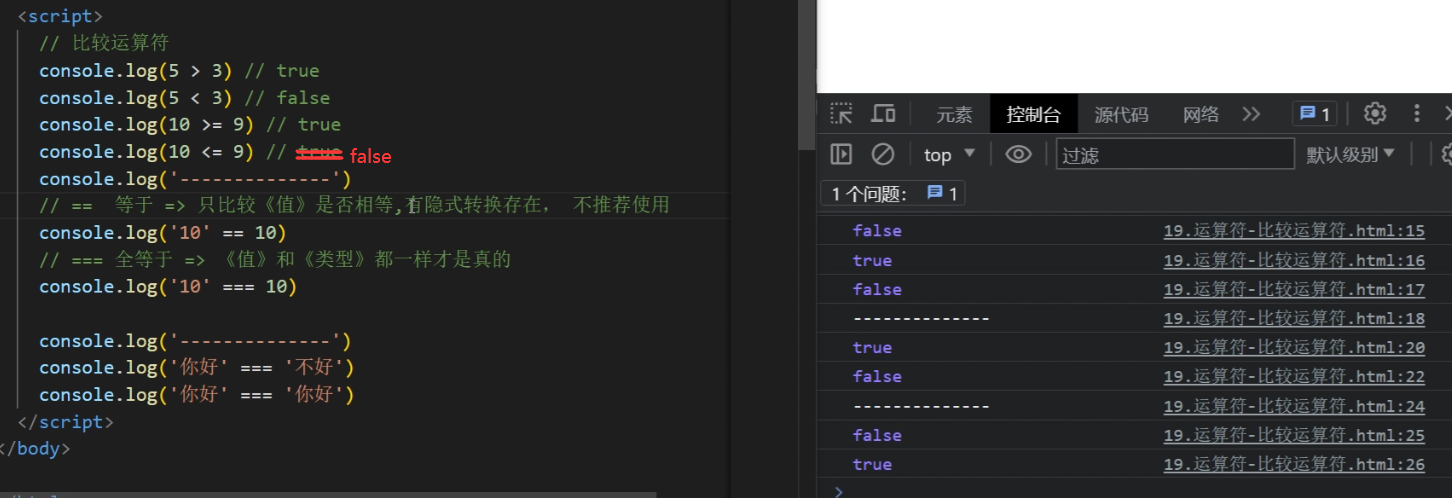 <script>
// 比较运算符
console.log(5 > 3) // true
console.log(5 < 3) // false
console.log(10 >= 9) // true
console.log(10 <= 9) // true false
console.log('--------------')
// == 等于 => 只比较《值》是否相等,有隐式转换存在， 不推荐使用
console.log('10' == 10)
// === 全等于 => 《值》和《类型》都一样才是真的
console.log('10' === 10)
console.log('--------------')
console.log('你好' === '不好')
console.log('你好' === '你好')
</script>
</body>
元素 控制台 源代码 网络 >> 1
top 过滤 默认级别
1 个问题： 1
false 19.运算符-比较运算符.html:15
true 19.运算符-比较运算符.html:16
false 19.运算符-比较运算符.html:17
-------------- 19.运算符-比较运算符.html:18
true 19.运算符-比较运算符.html:20
false 19.运算符-比较运算符.html:22
-------------- 19.运算符-比较运算符.html:24
false 19.运算符-比较运算符.html:25
true 19.运算符-比较运算符.html:26
>